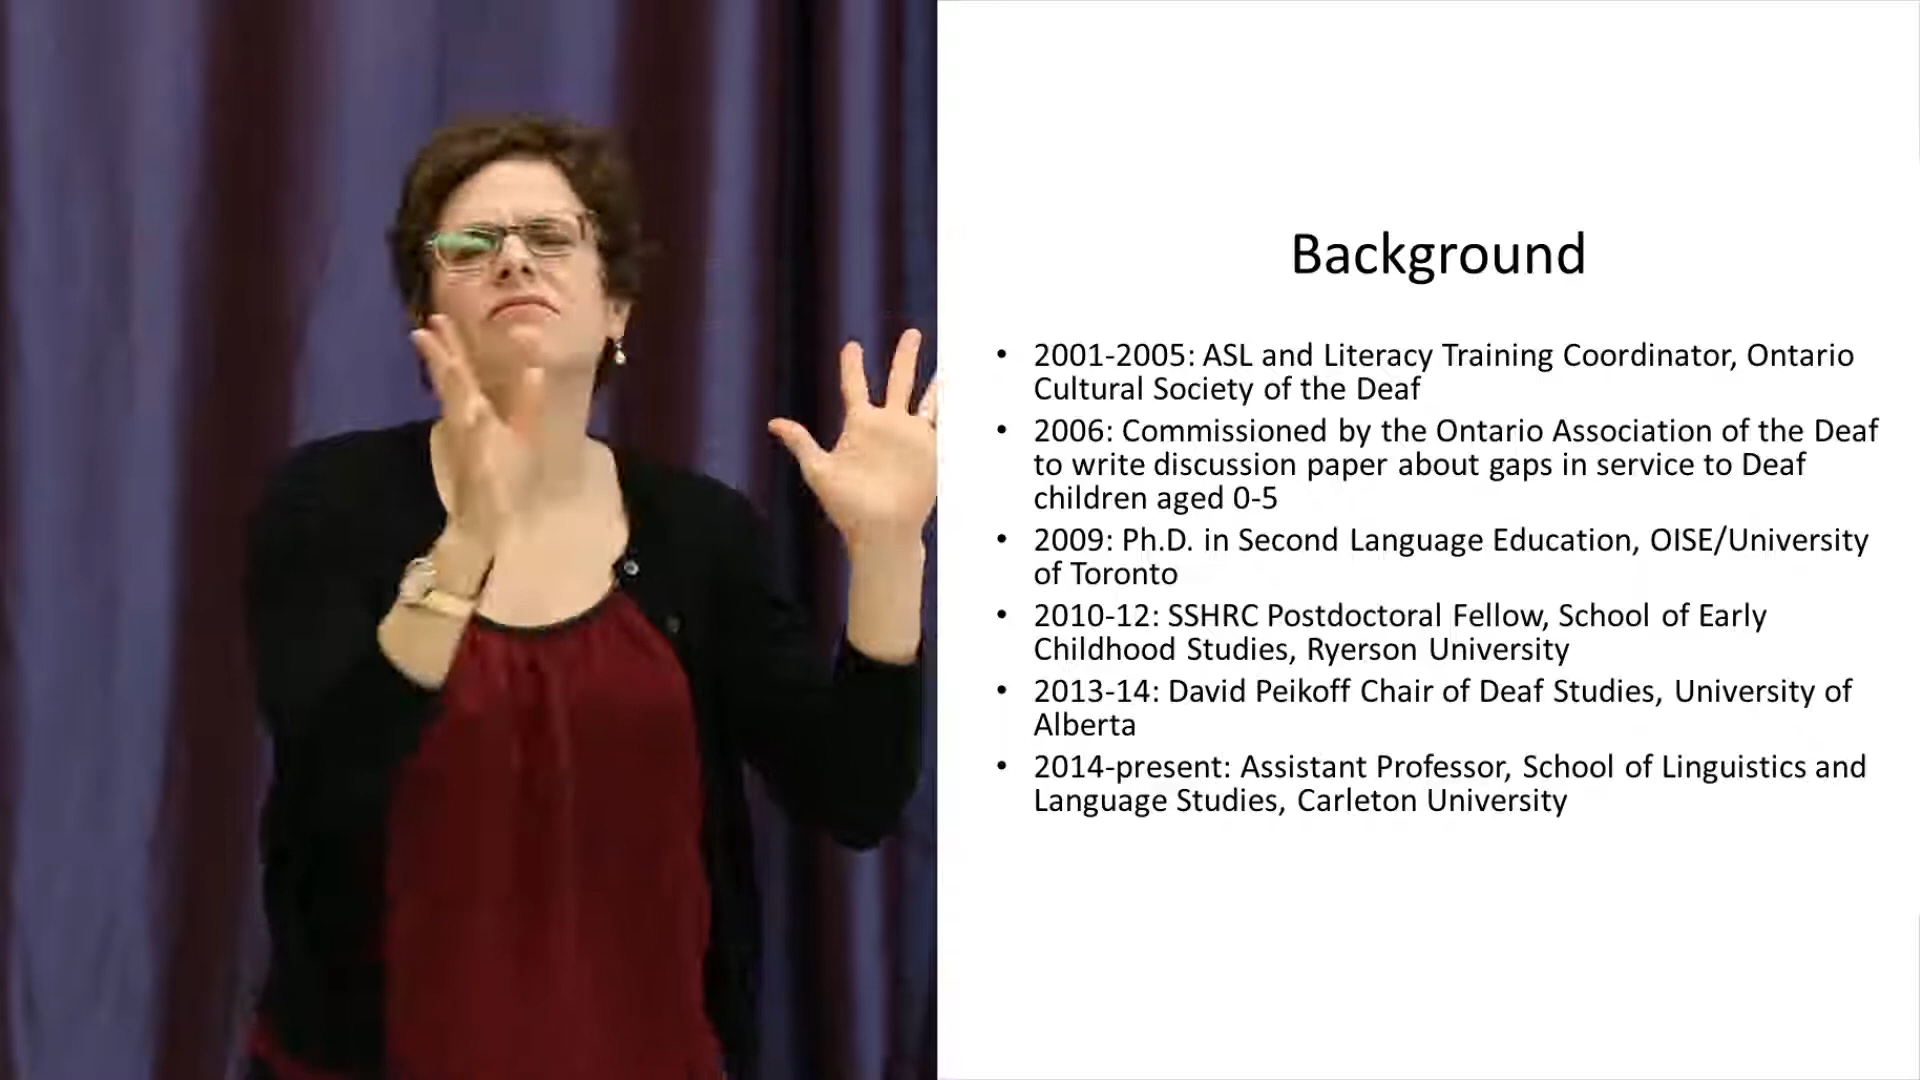 Background
• 2001-2005: ASL and Literacy Training Coordinator, Ontario
Cultural Society of the Deaf
• 2006: Commissioned by the Ontario Association of the Deaf
to write discussion paper about gaps in service to Deaf
children aged 0-5
• 2009: Ph.D. in Second Language Education, OISE/University
of Toronto
• 2010-12: SSHRC Postdoctoral Fellow, School of Early
Childhood Studies, Ryerson University
• 2013-14: David Peikoff Chair of Deaf Studies, University of
Alberta
• 2014-present: Assistant Professor, School of Linguistics and
Language Studies, Carleton University